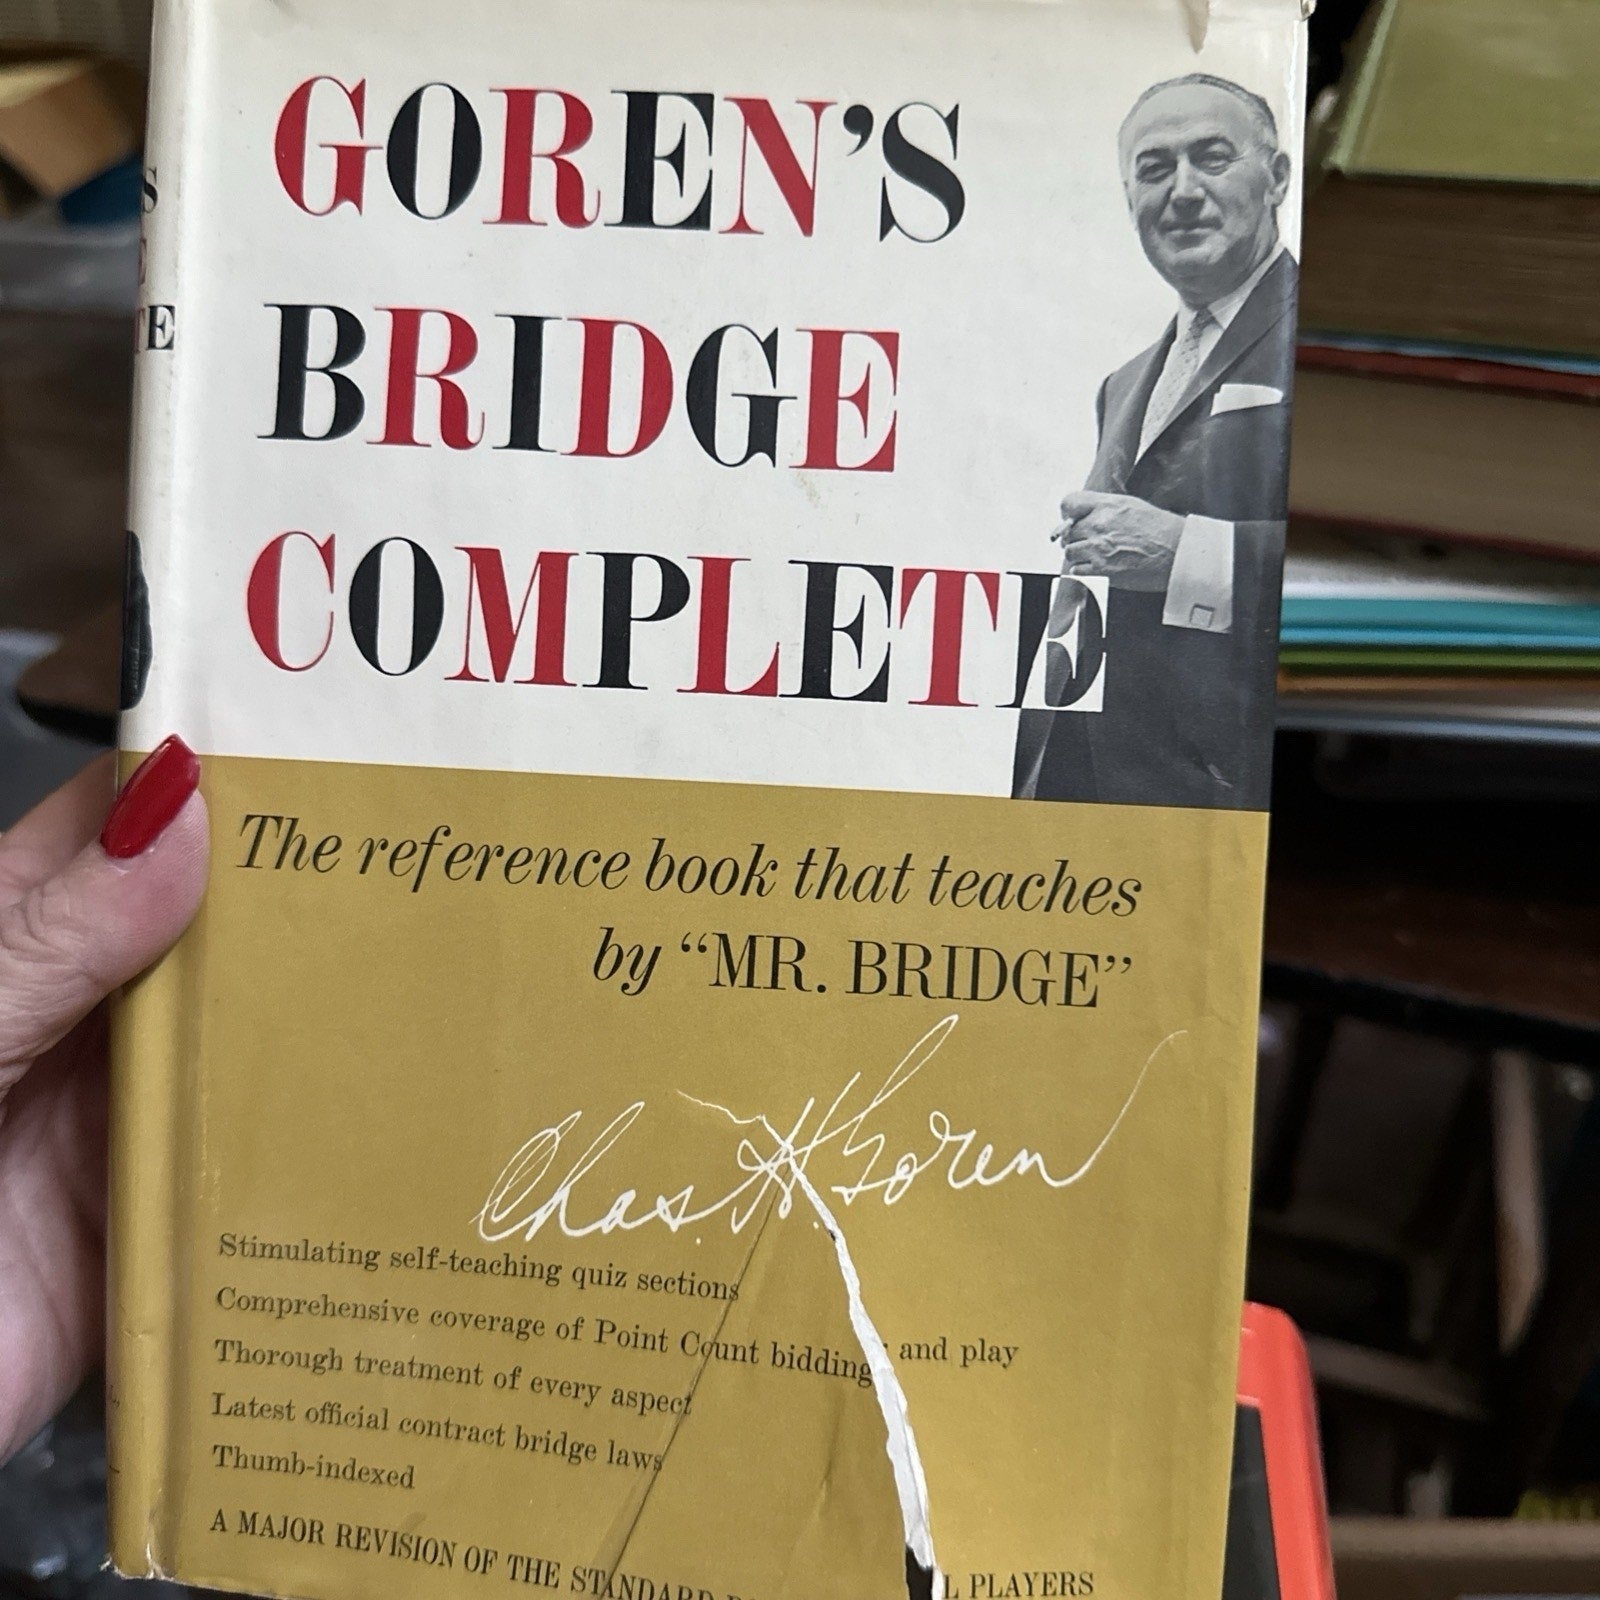 GOREN'S
BRIDGE
COMPLETE
The reference book that teaches
by “MR. BRIDGE”
Chas. H. Goren
Stimulating self-teaching quiz sections
Comprehensive coverage of Point Count bidding and play
Thorough treatment of every aspect
Latest official contract bridge laws
Thumb-indexed
A MAJOR REVISION OF THE STANDARD PLAYERS
S
E
TE